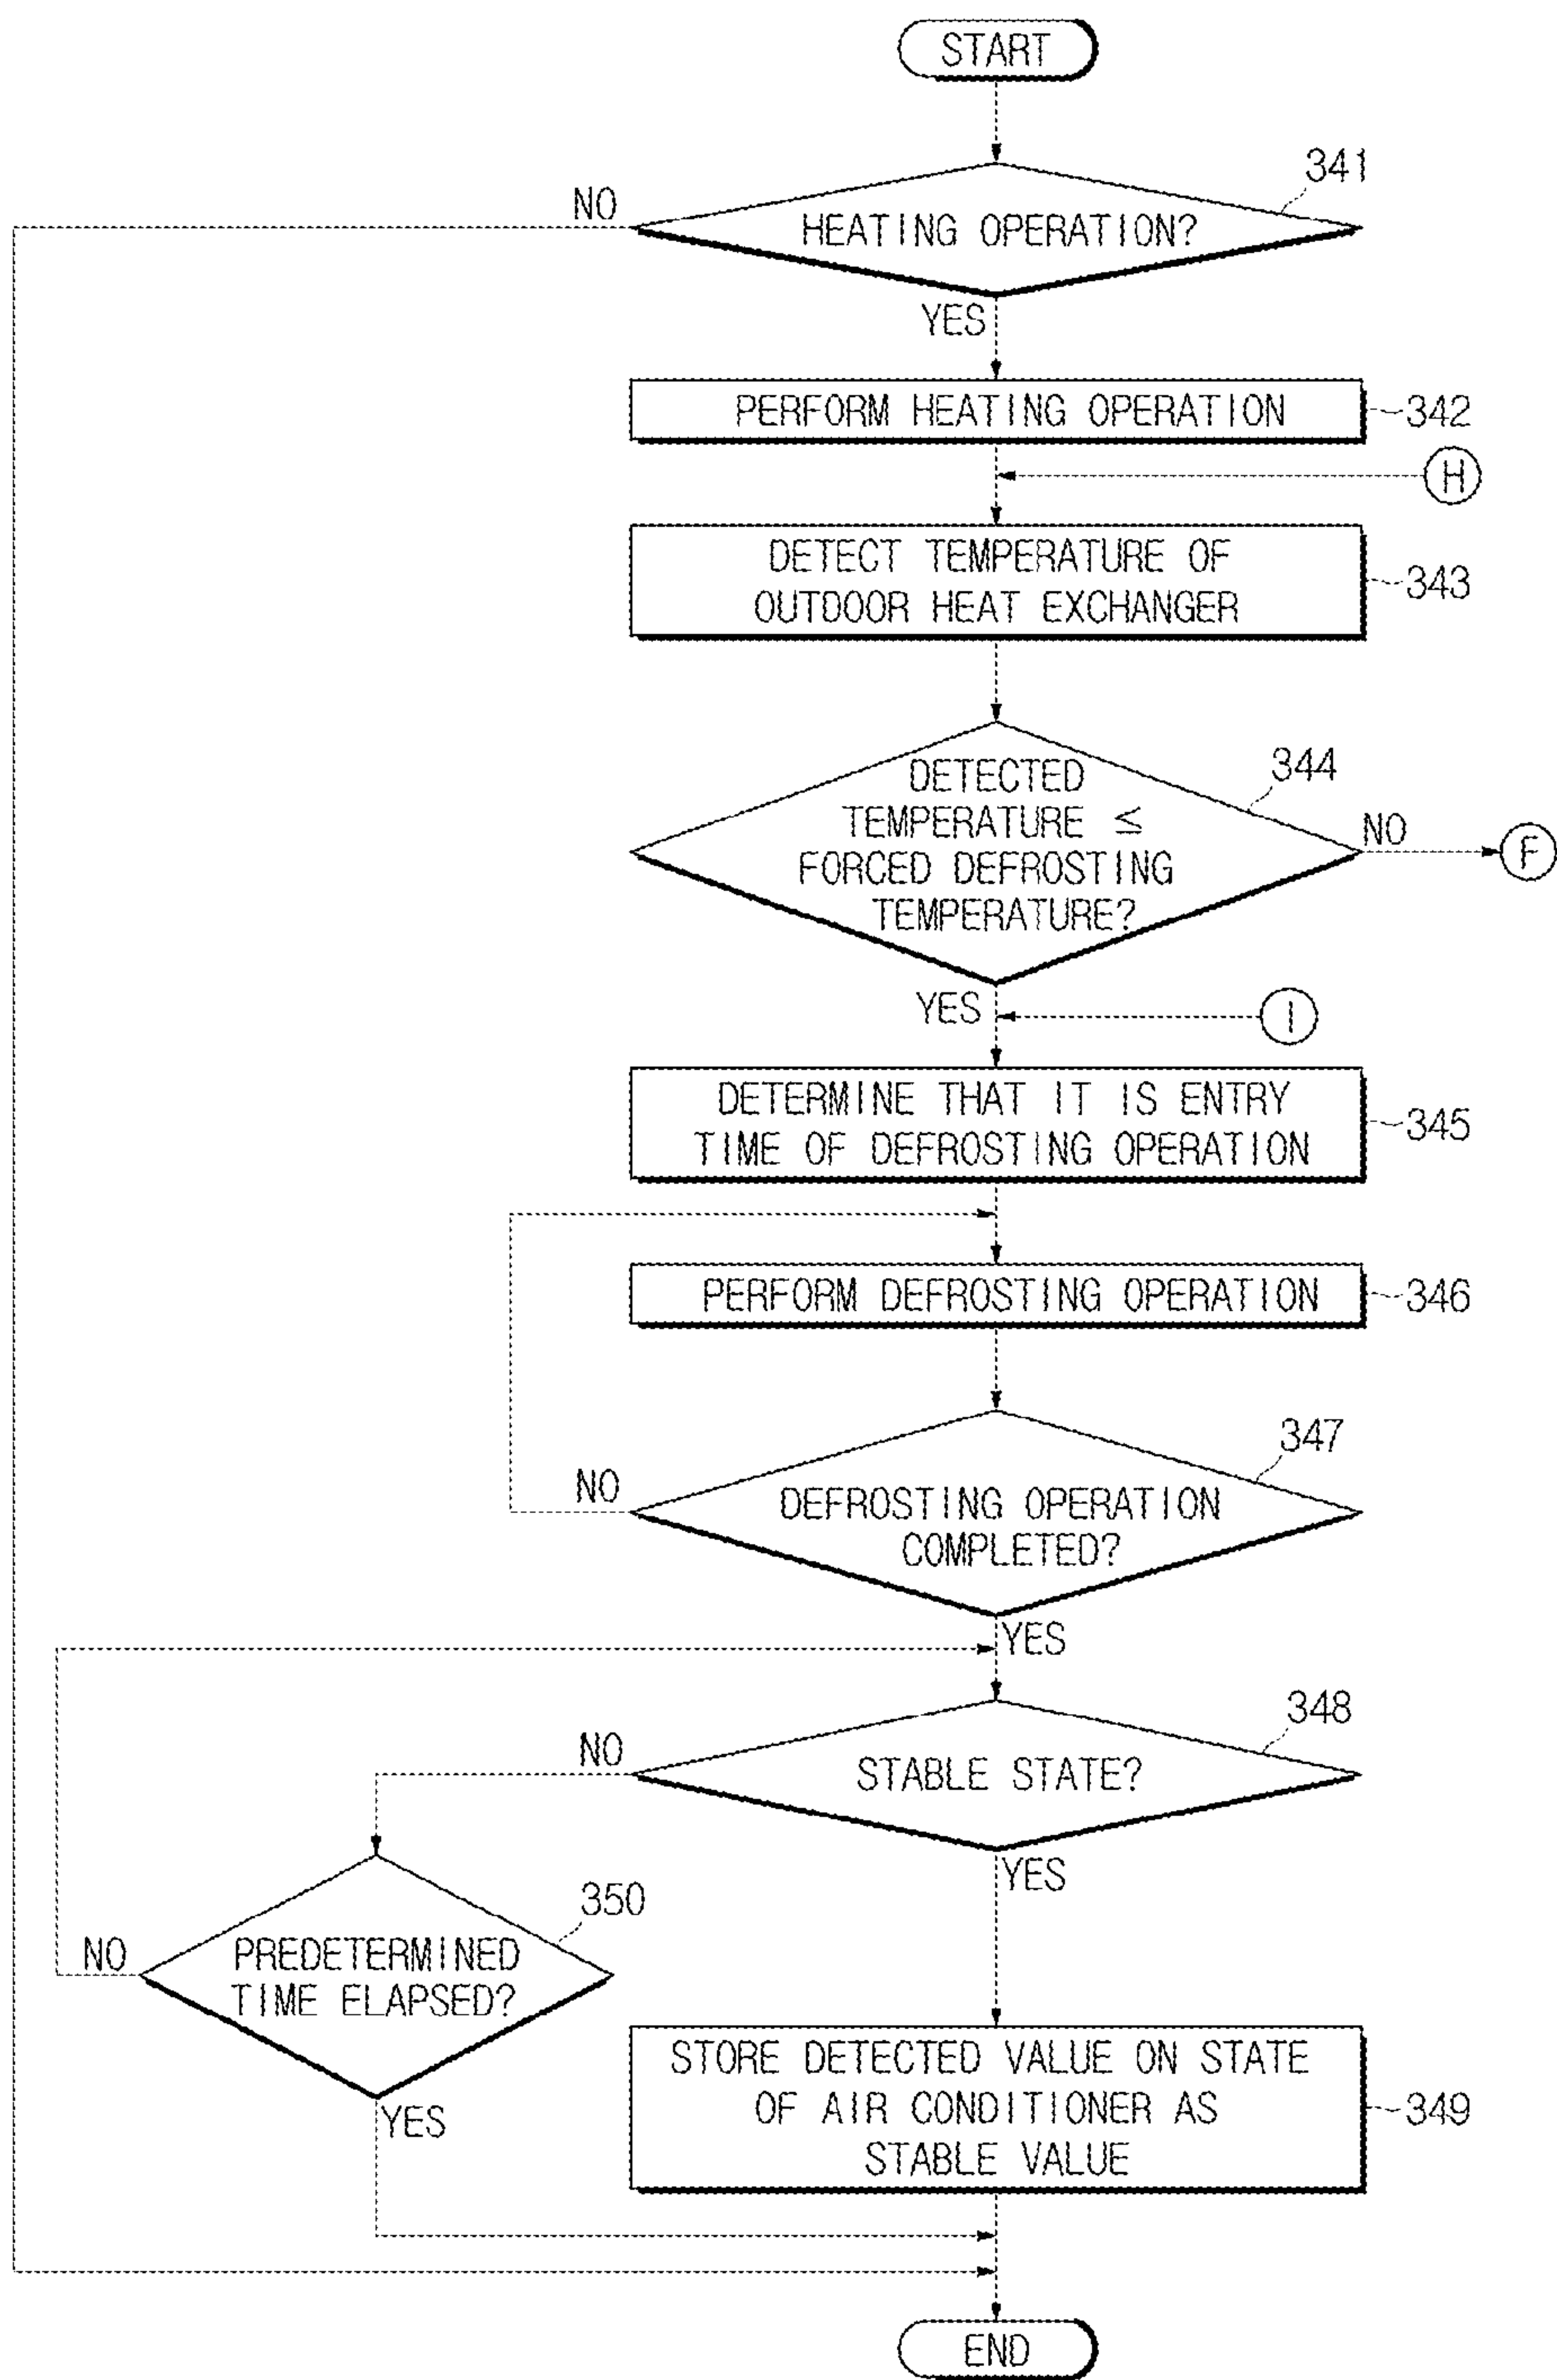 START
341
NO
HEATING OPERATION?
YES
PERFORM HEATING OPERATION
342
H
DETECT TEMPERATURE OF
OUTDOOR HEAT EXCHANGER
343
344
DETECTED
TEMPERATURE ≤
FORCED DEFROSTING
TEMPERATURE?
NO
F
YES
I
DETERMINE THAT IT IS ENTRY
TIME OF DEFROSTING OPERATION
345
PERFORM DEFROSTING OPERATION
346
347
NO
DEFROSTING OPERATION
COMPLETED?
YES
348
NO
STABLE STATE?
YES
350
NO
PREDETERMINED
TIME ELAPSED?
YES
STORE DETECTED VALUE ON STATE
OF AIR CONDITIONER AS
STABLE VALUE
349
END